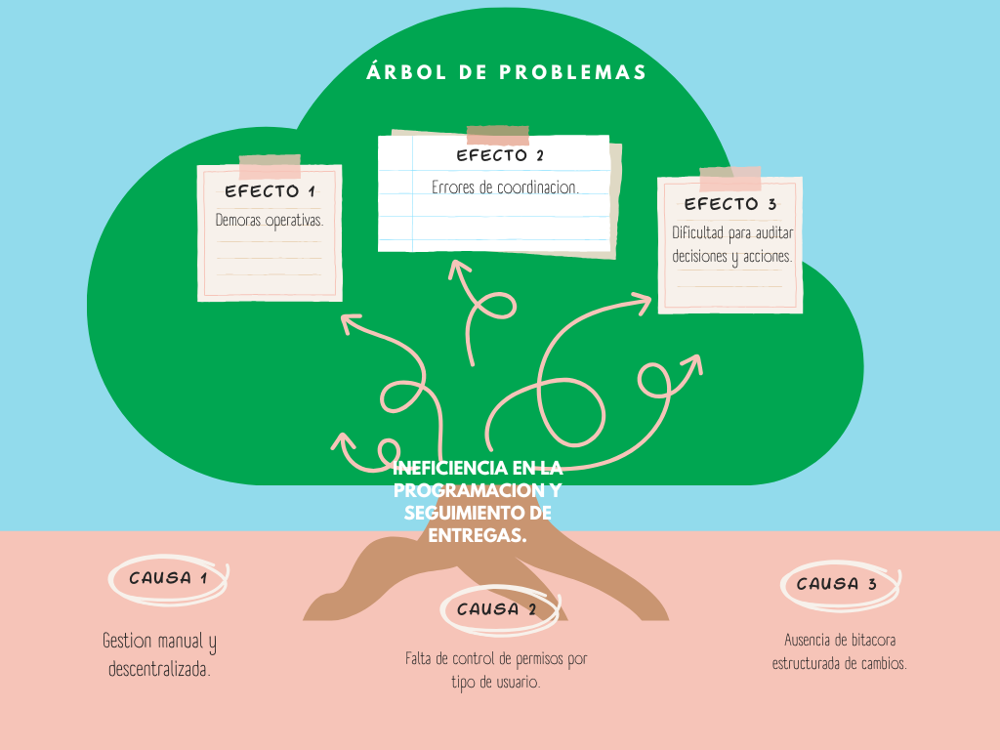 ÁRBOL DE PROBLEMAS
EFECTO 1
Demoras operativas.
EFECTO 2
Errores de coordinacion.
EFECTO 3
Dificultad para auditar
decisiones y acciones.
INEFICIENCIA EN LA
PROGRAMACION Y
SEGUIMIENTO DE
ENTREGAS.
CAUSA 1
Gestion manual y
descentralizada.
CAUSA 2
Falta de control de permisos por
tipo de usuario.
CAUSA 3
Ausencia de bitacora
estructurada de cambios.